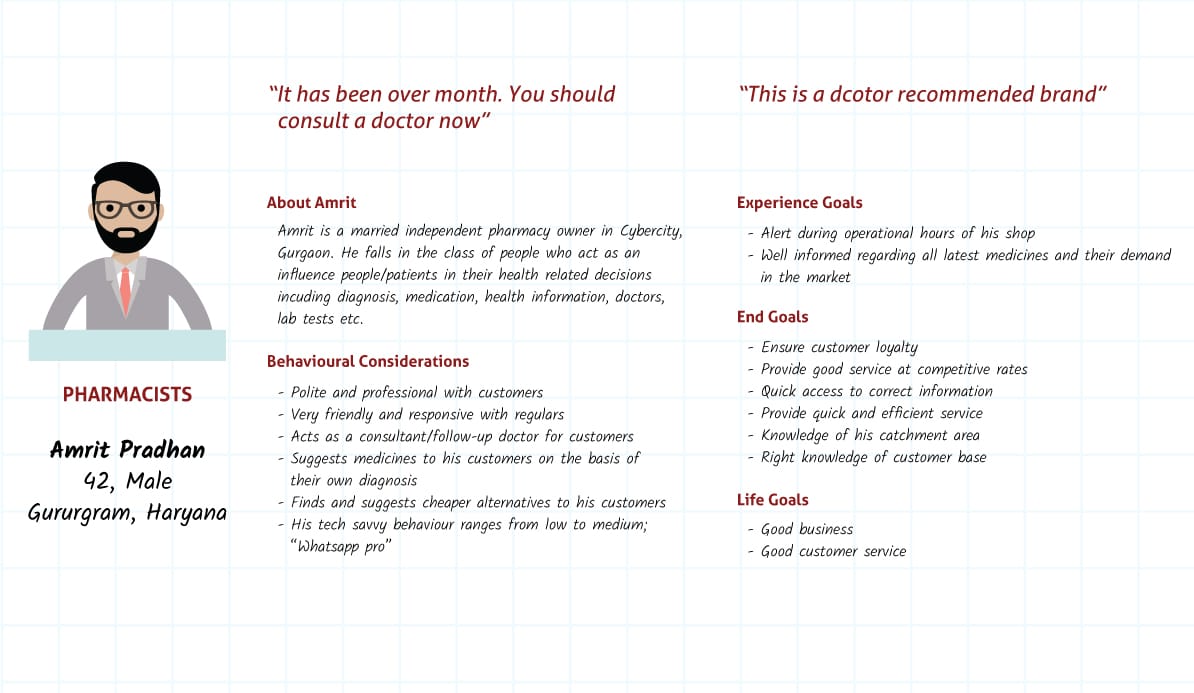 “It has been over month. You should
consult a doctor now”
“This is a dcotor recommended brand”
PHARMACISTS
Amrit Pradhan
42, Male
Gururgram, Haryana
About Amrit
Amrit is a married independent pharmacy owner in Cybercity,
Gurgaon. He falls in the class of people who act as an
influence people/patients in their health related decisions
incuding diagnosis, medication, health information, doctors,
lab tests etc.
Behavioural Considerations
- Polite and professional with customers
- Very friendly and responsive with regulars
- Acts as a consultant/follow-up doctor for customers
- Suggests medicines to his customers on the basis of
their own diagnosis
- Finds and suggests cheaper alternatives to his customers
- His tech savvy behaviour ranges from low to medium;
“Whatsapp pro”
Experience Goals
- Alert during operational hours of his shop
- Well informed regarding all latest medicines and their demand
in the market
End Goals
- Ensure customer loyalty
- Provide good service at competitive rates
- Quick access to correct information
- Provide quick and efficient service
- Knowledge of his catchment area
- Right knowledge of customer base
Life Goals
- Good business
- Good customer service